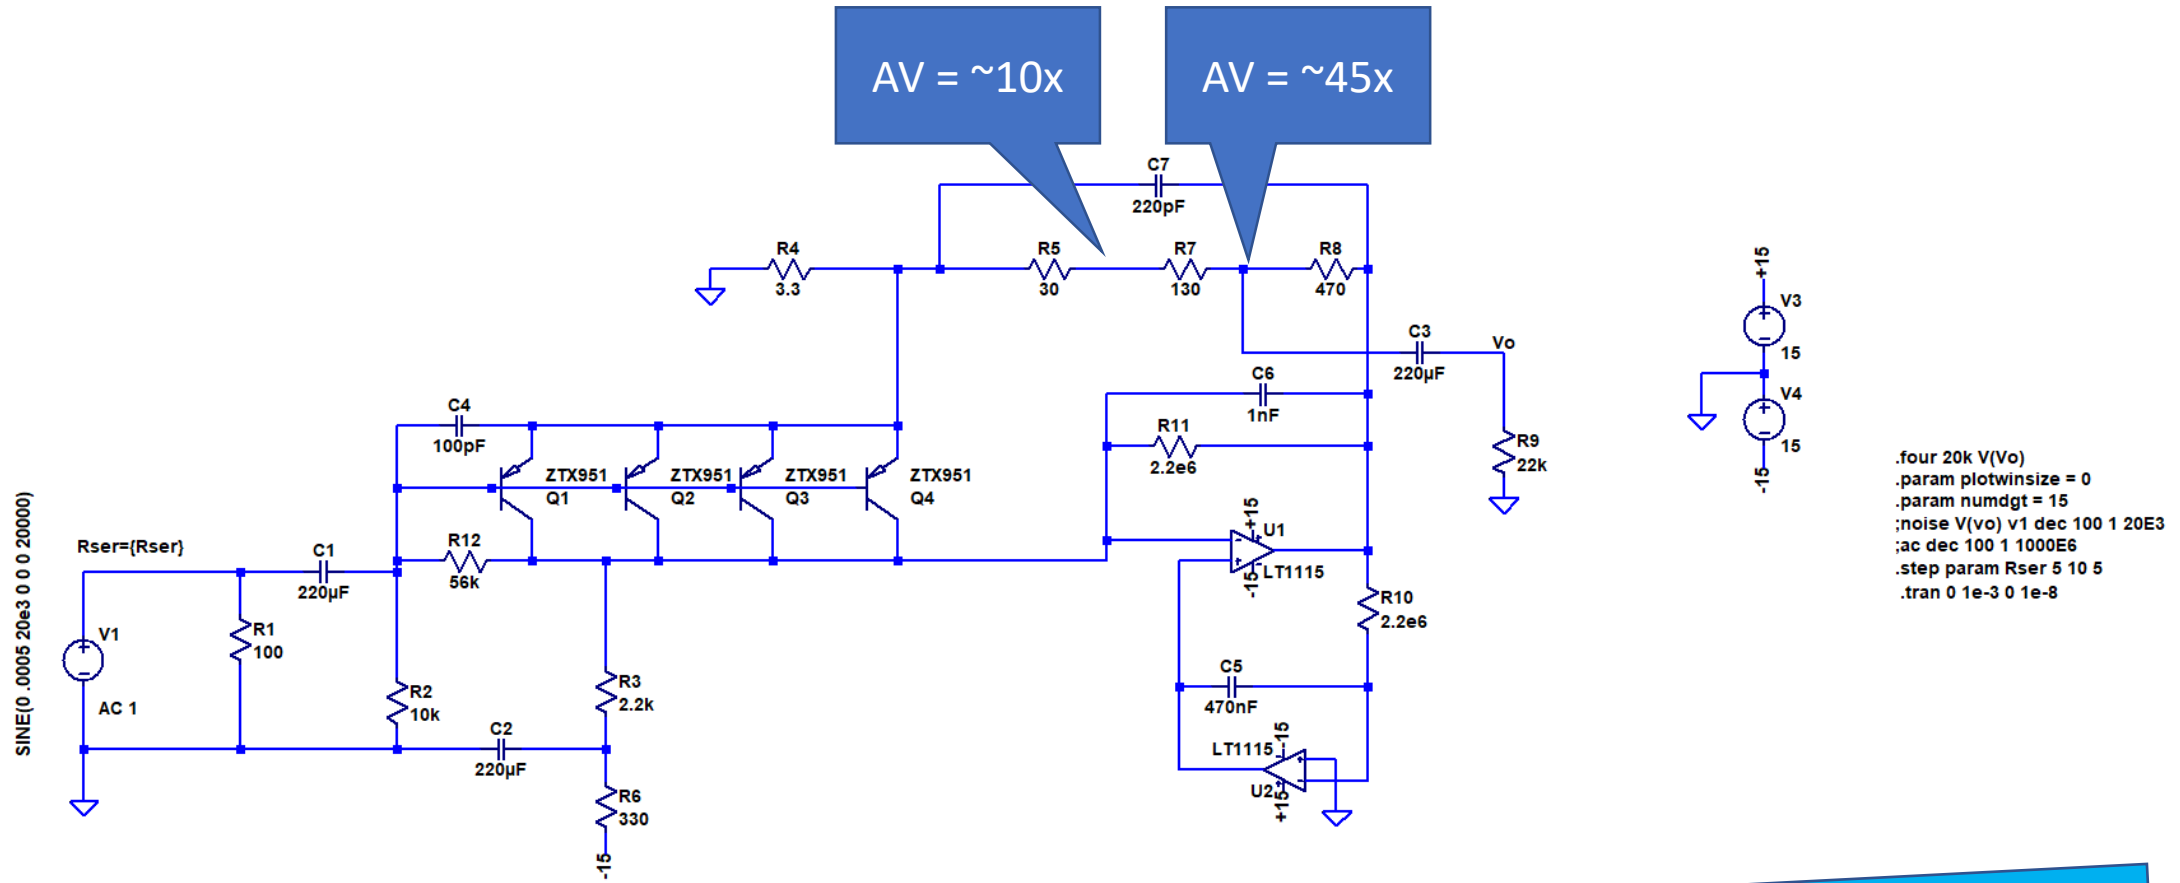 AV = ~10x
AV = ~45x
C7
220pF
R4
3.3
R5
30
R7
130
R8
470
C3
220µF
Vo
C6
1nF
R11
2.2e6
R9
22k
C4
100pF
ZTX951
Q1
ZTX951
Q2
ZTX951
Q3
ZTX951
Q4
R12
56k
SINE(0 .0005 20e3 0 0 0 20000)
Rser={Rser}
C1
220µF
V1
AC 1
R1
100
R2
10k
C2
220µF
R3
2.2k
R6
330
-15
+15
U1
LT1115
-15
R10
2.2e6
C5
470nF
LT1115
-15
U2
+15
+15
V3
15
V4
15
-15
.four 20k V(Vo)
.param plotwinsize = 0
.param numdgt = 15
;noise V(vo) v1 dec 100 1 20E3
;ac dec 100 1 1000E6
.step param Rser 5 10 5
.tran 0 1e-3 0 1e-8